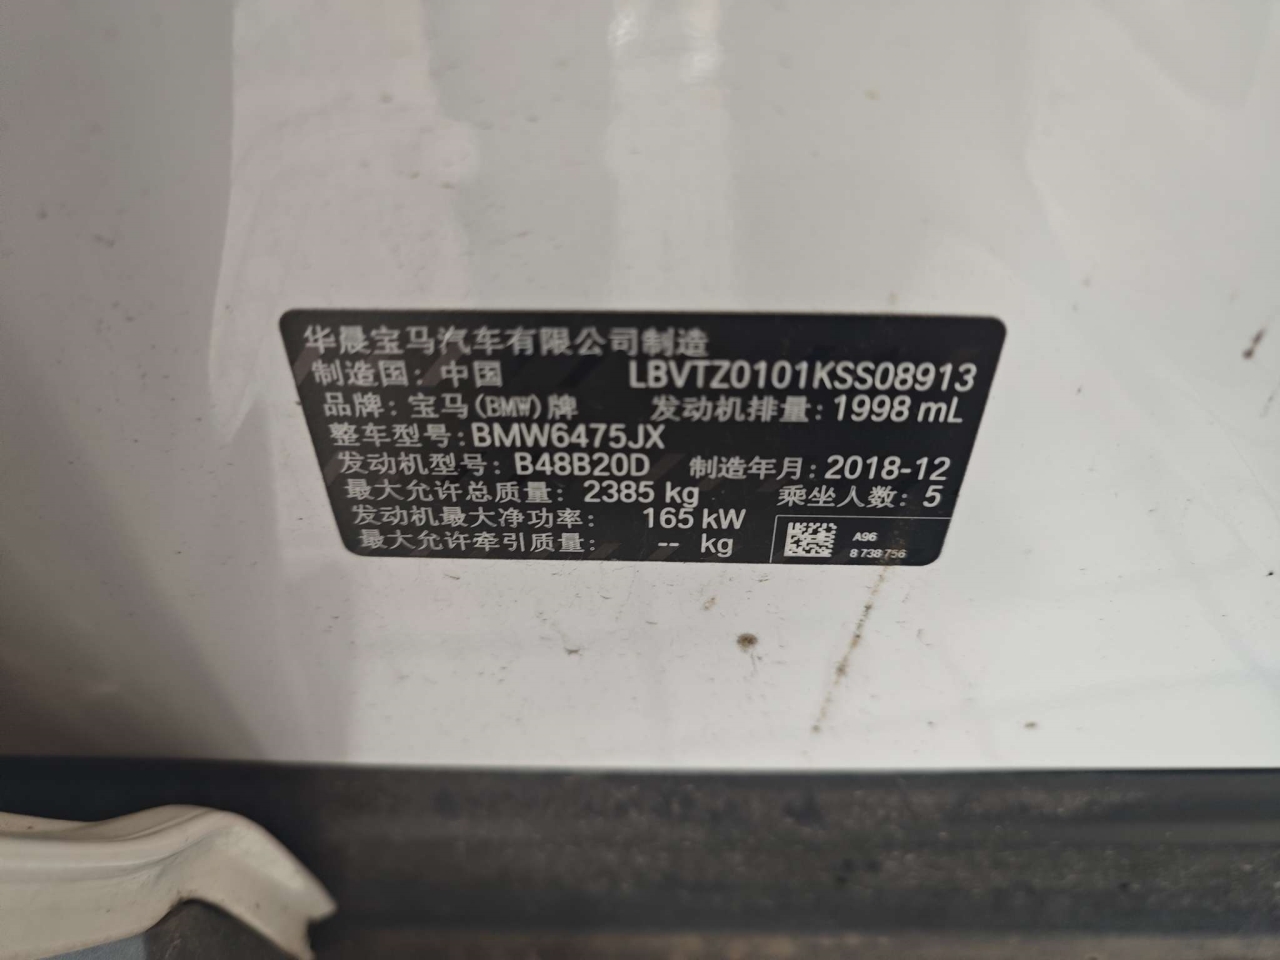 华晨宝马汽车有限公司制造
制造国：中国 LBVTZ0101KSS08913
品牌：宝马(BMW)牌 发动机排量：1998 mL
整车型号：BMW6475JX
发动机型号：B48B20D 制造年月：2018-12
最大允许总质量：2385 kg 乘坐人数：5
发动机最大净功率：165 kW
最大允许牵引质量：-- kg
A96
8 738 756